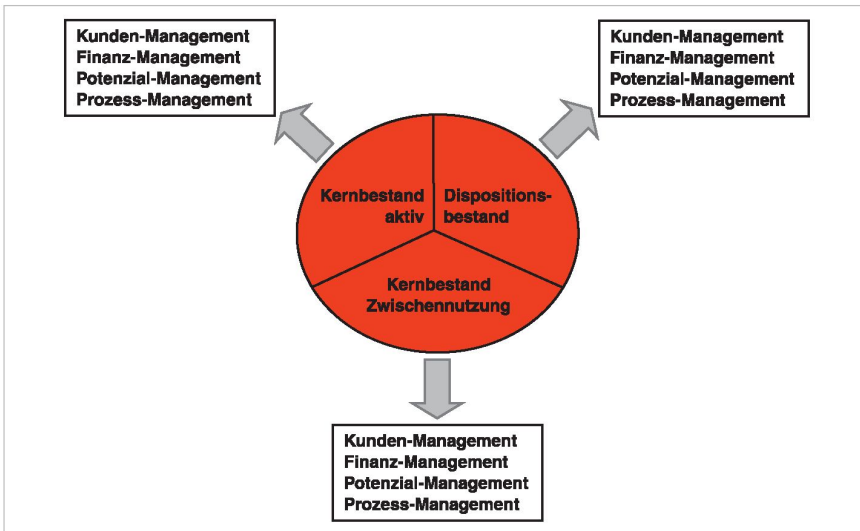 Kunden-Management
Finanz-Management
Potenzial-Management
Prozess-Management
Kunden-Management
Finanz-Management
Potenzial-Management
Prozess-Management
Kernbestand
aktiv
Dispositions-
bestand
Kernbestand
Zwischennutzung
Kunden-Management
Finanz-Management
Potenzial-Management
Prozess-Management